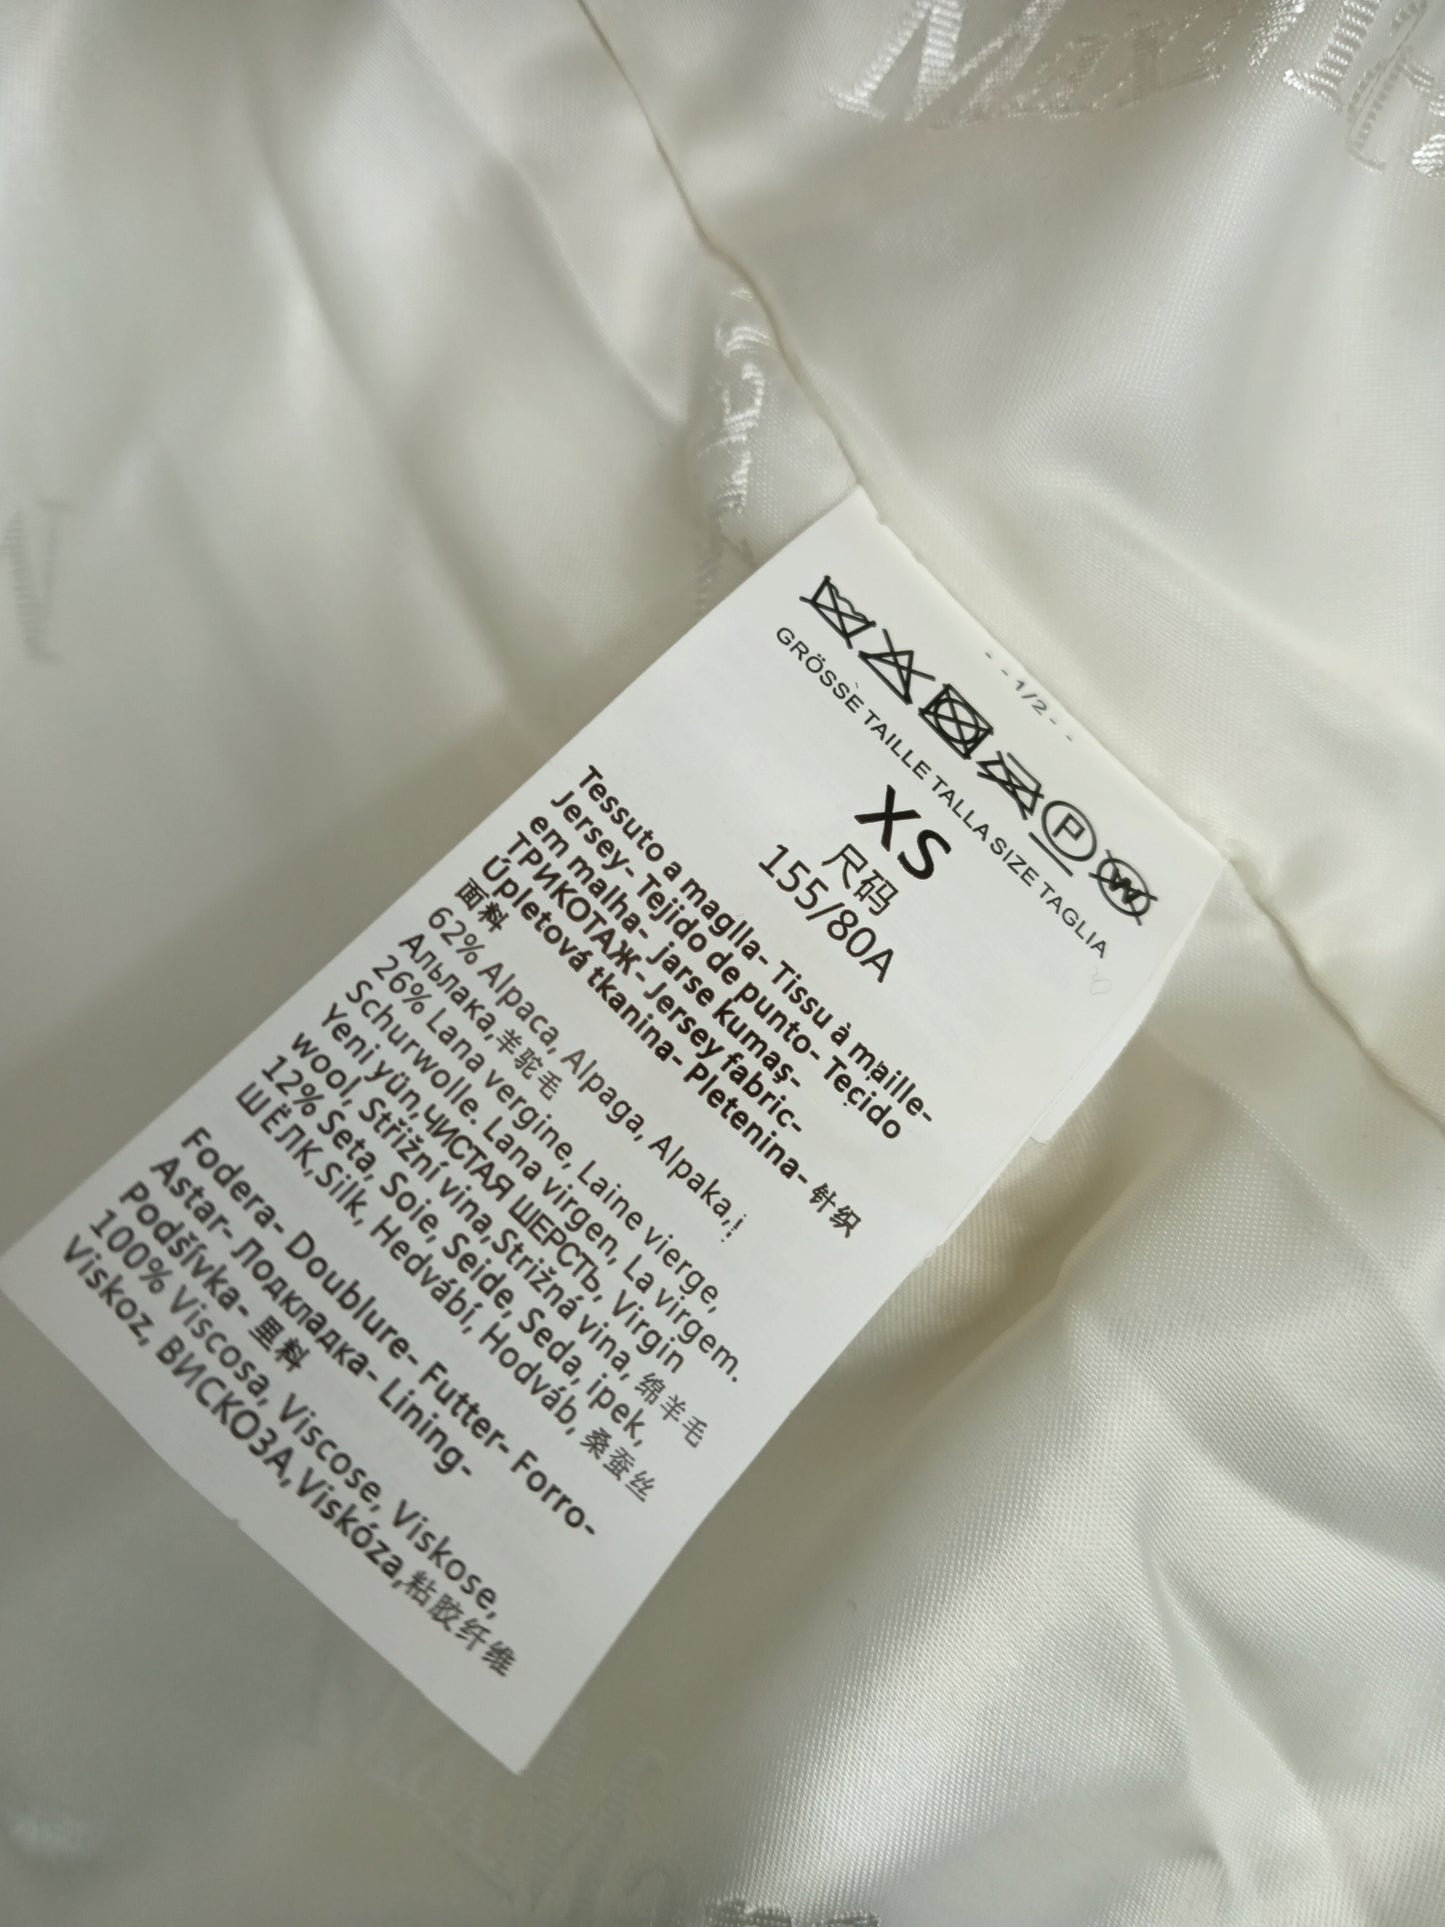 Max
- -1/2- -
P W
GRÖSSE TAILLE TALLA SIZE TAGLIA
XS
尺码
155/80A
Tessuto a maglla- Tissu à maille-
Jersey- Tejido de punto- Tecido
em malha- jarse kumaş-
ТРИКОТАЖ- Jersey fabric-
Úpletová tkanina- Pletenina- 针织
面料
62% Alpaca, Alpaga, Alpaka,¡
Альпака,羊驼毛
26% Lana vergine, Laine vierge,
Schurwolle. Lana virgen, La virgem.
Yeni yün,ЧИСТАЯ ШЕРСТЬ, Virgin
wool, Střižní vina,Strižná vina, 绵羊毛
12% Seta, Soie, Seide, Seda, ipek,
ШЁЛК,Silk, Hedvábí, Hodváb, 桑蚕丝
Fodera- Doublure- Futter- Forro-
Astar- Подкладка- Lining-
Podšívka- 里料
100% Viscosa, Viscose, Viskose,
Viskoz, ВИСКОЗА,Viskóza,粘胶纤维